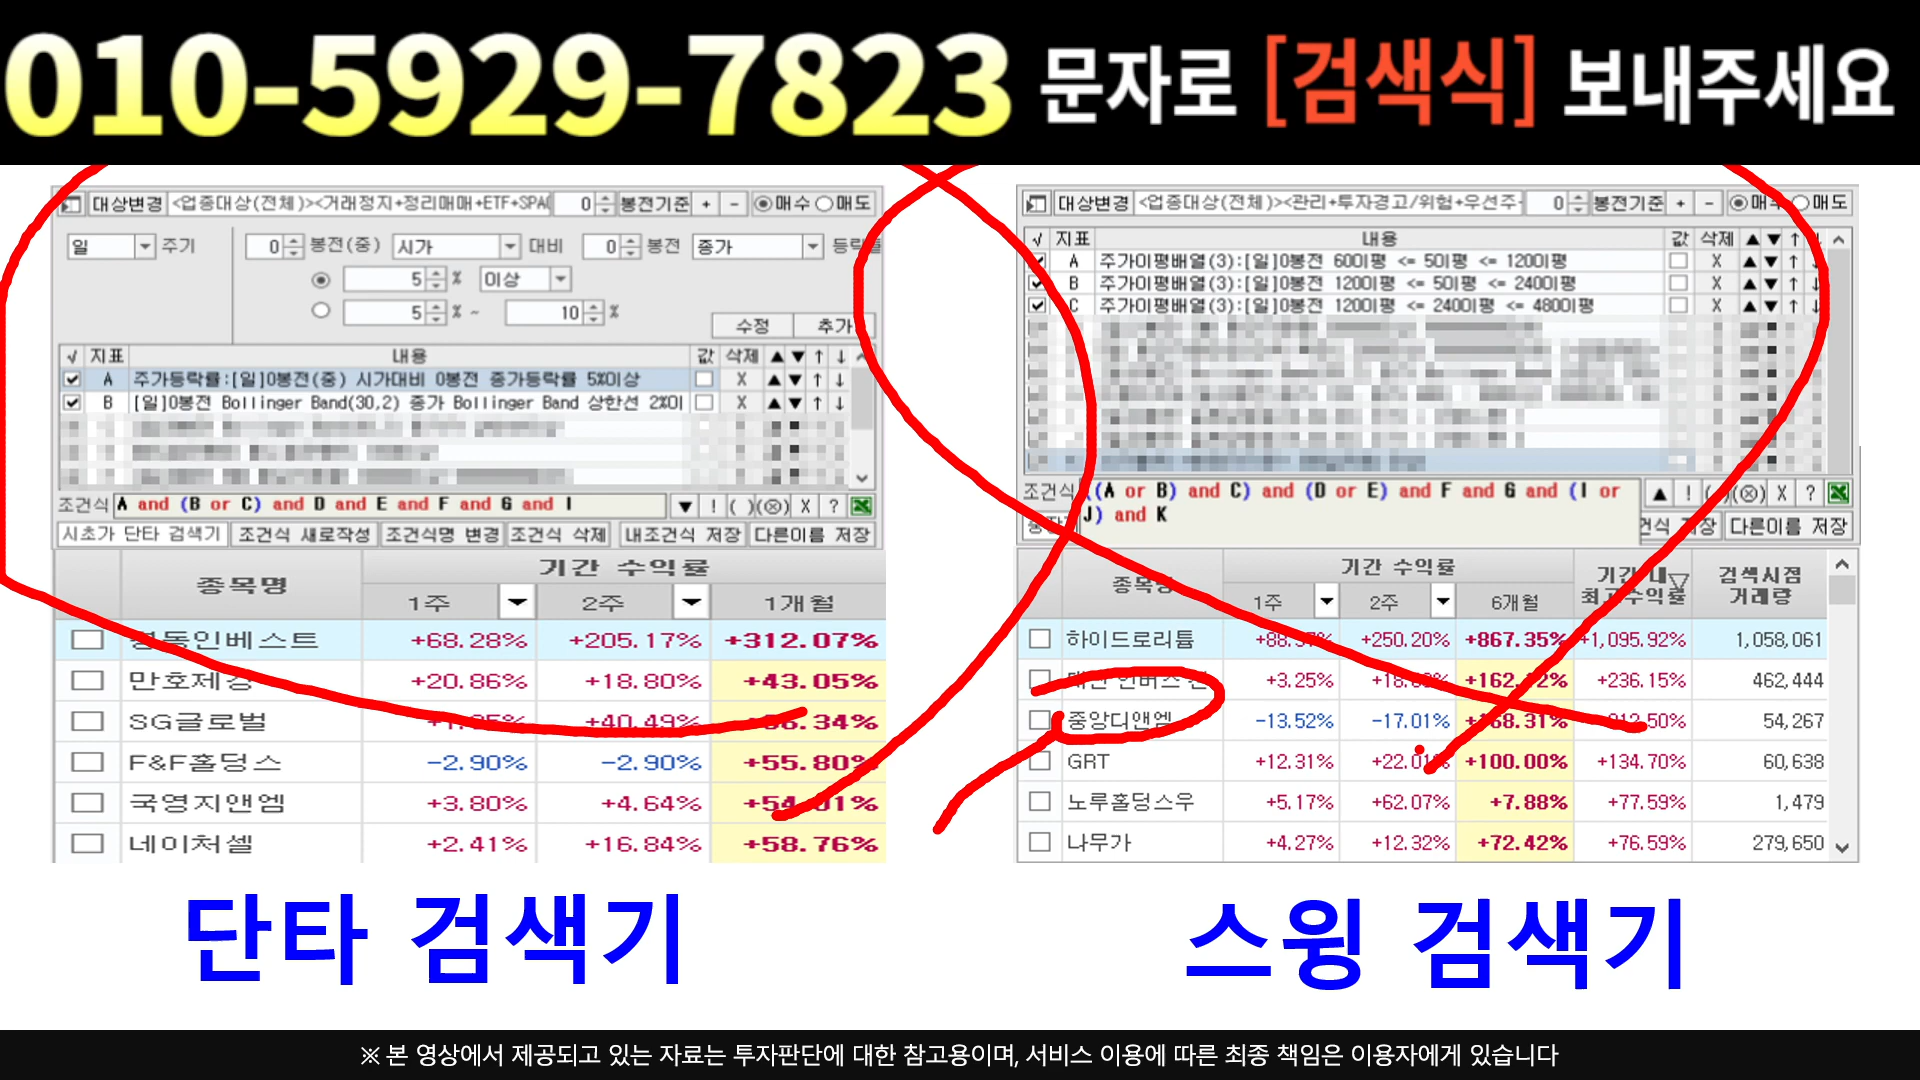 010-5929-7823 문자로 [검색식] 보내주세요
대상변경 <업종대상(전체)><거래정지+정리매매+ETF+SPAC 0 봉전기준 + - 매수 매도
일 주기 0 봉전(중) 시가 대비 0 봉전 종가
5 % 이상
5 % ~ 10 %
수정 추가
√ 지표 내용 값 삭제 ▲ ▼ ↑ ↓
A 주가등락률:[일]0봉전(중) 시가대비 0봉전 종가등락률 5%이상 X ▲ ▼ ↑ ↓
B [일]0봉전 Bollinger Band(30,2) 종가 Bollinger Band 상한선 2%이 X ▲ ▼ ↑ ↓
조건식 A and (B or C) and D and E and F and G and I ▼ ! ( ) (⊗) X ?
시초가 단타 검색기 조건식 새로작성 조건식명 변경 조건식 삭제 내조건식 저장 다른이름 저장
종목명 기간 수익률
1주 2주 1개월
+68.28% +205.17% +312.07%
만호제강 +20.86% +18.80% +43.05%
SG글로벌 +40.49%
F&F홀딩스 -2.90% -2.90% +55.80%
국영지앤엠 +3.80% +4.64%
네이처셀 +2.41% +16.84% +58.76%
단타 검색기
대상변경 <업종대상(전체)><관리+투자경고/위험+우선주+ 0 봉전기준 + - 매수 매도
√ 지표 내용 값 삭제 ▲ ▼ ↑ ↓
A 주가이평배열(3):[일]0봉전 60이평 <= 5이평 <= 120이평 X ▲ ▼ ↑ ↓
B 주가이평배열(3):[일]0봉전 120이평 <= 5이평 <= 240이평 X ▲ ▼ ↑ ↓
C 주가이평배열(3):[일]0봉전 120이평 <= 240이평 <= 480이평 X ▲ ▼ ↑ ↓
조건식 ((A or B) and C) and (D or E) and F and G and (I or ▲ ! ( ) (⊗) X ?
J) and K 저장 다른이름 저장
종목명 기간 수익률 기간 내 최고수익률 검색시점 거래량
1주 2주 6개월
하이드로리튬 +250.20% +867.35% +1,095.92% 1,058,061
+3.25% +236.15% 462,444
중앙디앤엠 -13.52% -17.01% 54,267
GRT +12.31% +100.00% +134.70% 60,638
노루홀딩스우 +5.17% +62.07% +7.88% +77.59% 1,479
나무가 +4.27% +12.32% +72.42% +76.59% 279,650
스윙 검색기
※ 본 영상에서 제공되고 있는 자료는 투자판단에 대한 참고용이며, 서비스 이용에 따른 최종 책임은 이용자에게 있습니다